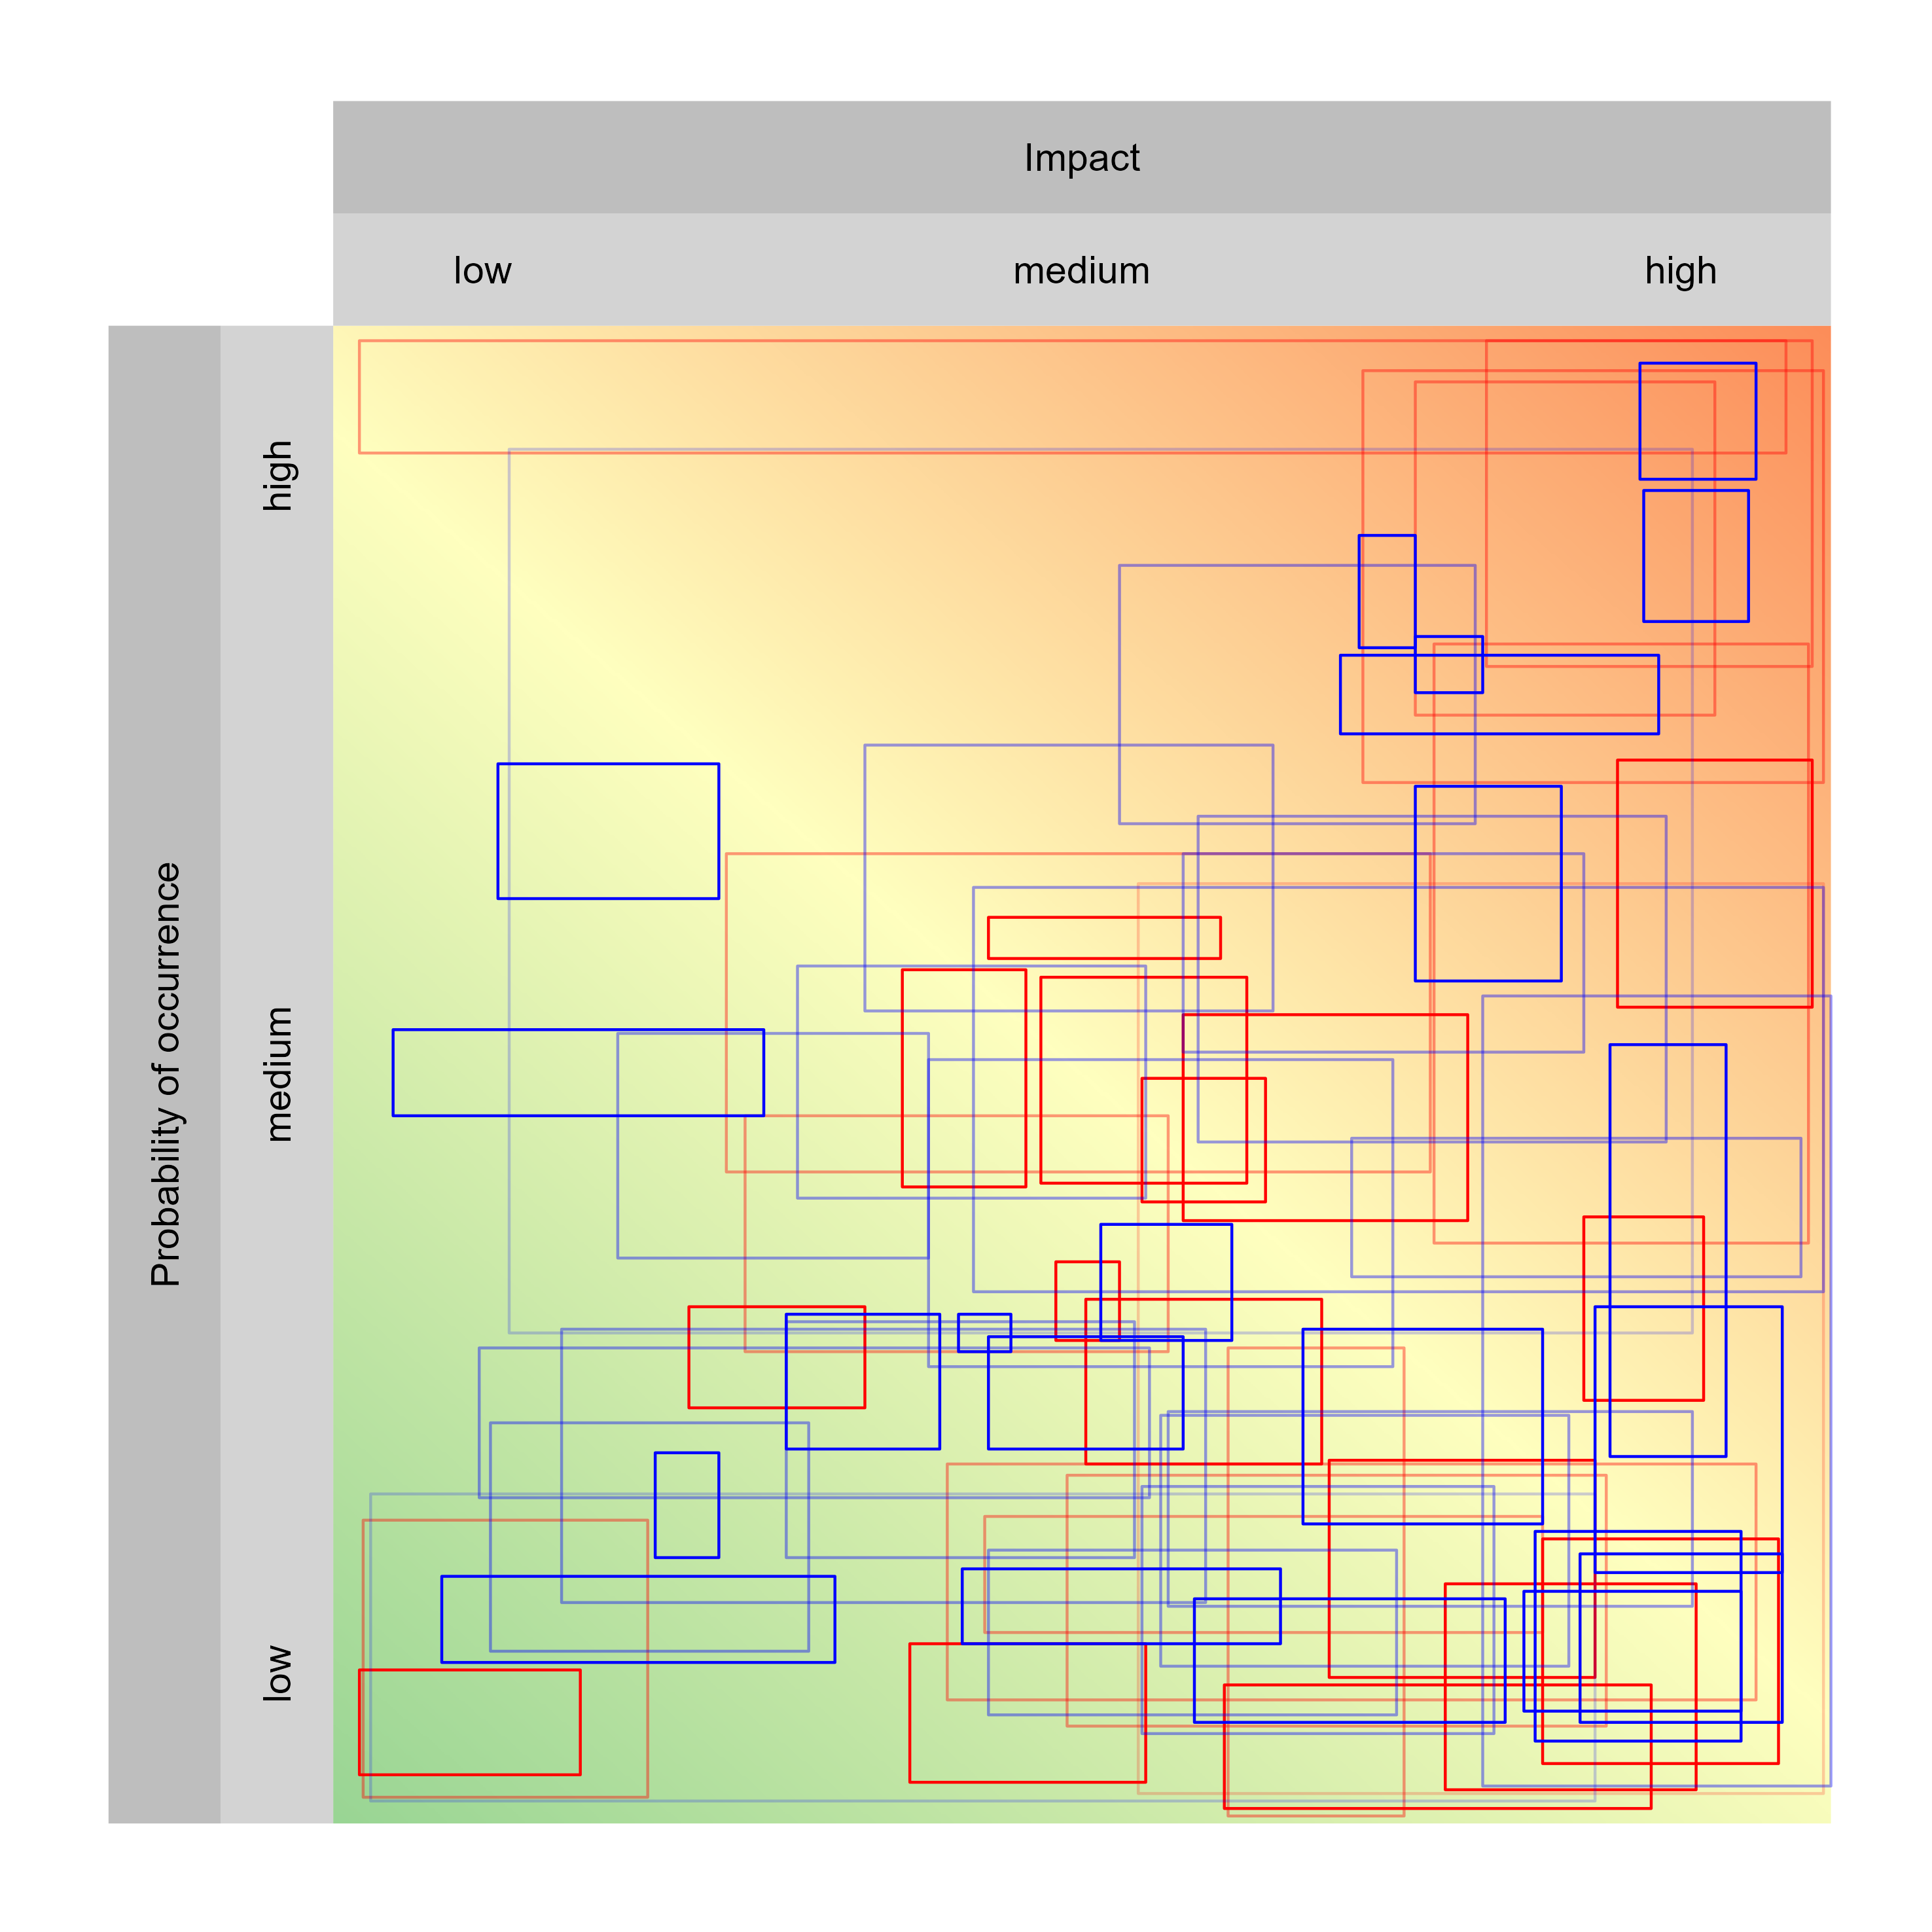 Impact
low
medium
high
Probability of occurrence
high
medium
low